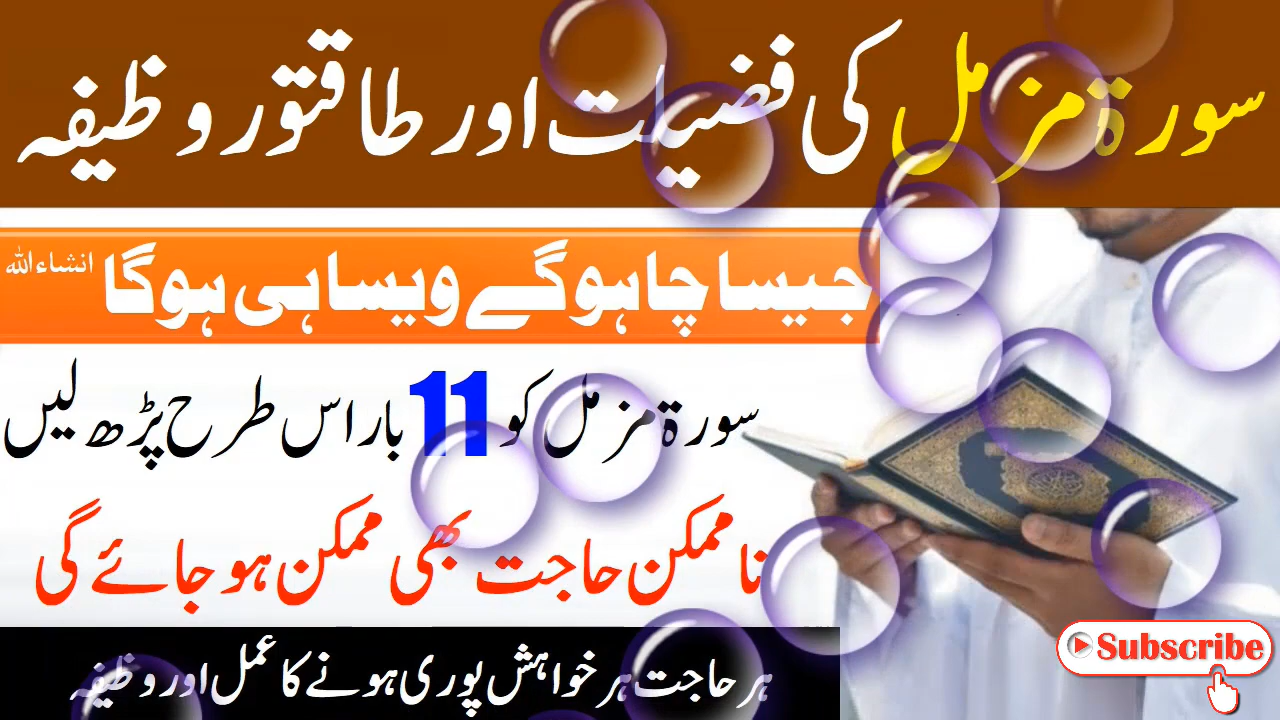 سورۃ مزمل کی فضیلت اور طاقتور وظیفہ
جیسا چاہو گے ویسا ہی ہوگا انشاءاللہ
سورۃ مزمل کو 11 بار اس طرح پڑھ لیں
نا ممکن حاجت بھی ممکن ہو جائے گی
ہر حاجت ہر خواہش پوری ہونے کا عمل اور وظیفہ
Subscribe